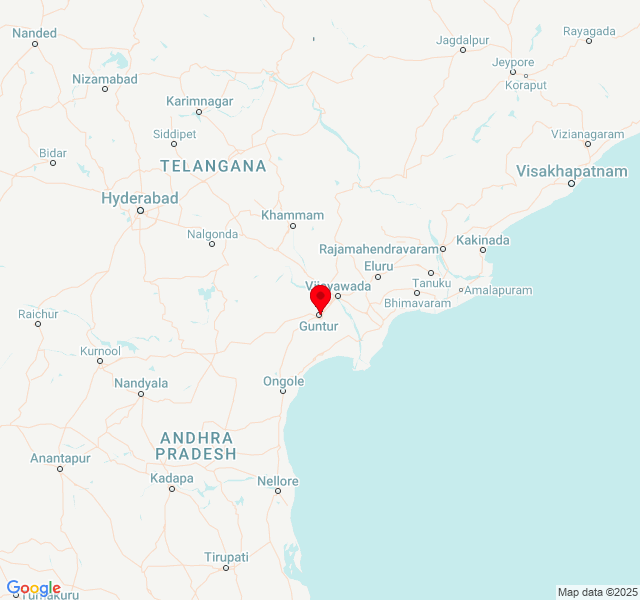 Nanded
Rayagada
Jagdalpur
Jeypore
Nizamabad
Koraput
Karimnagar
Siddipet
Vizianagaram
Bidar
TELANGANA
Visakhapatnam
Hyderabad
Khammam
Nalgonda
Rajamahendravaram
Kakinada
Eluru
Tanuku
Vijayawada
Amalapuram
Bhimavaram
Raichur
Guntur
Kurnool
Nandyala
Ongole
ANDHRA
PRADESH
Anantapur
Kadapa
Nellore
Tirupati
Google
Tumakuru
Map data ©2025